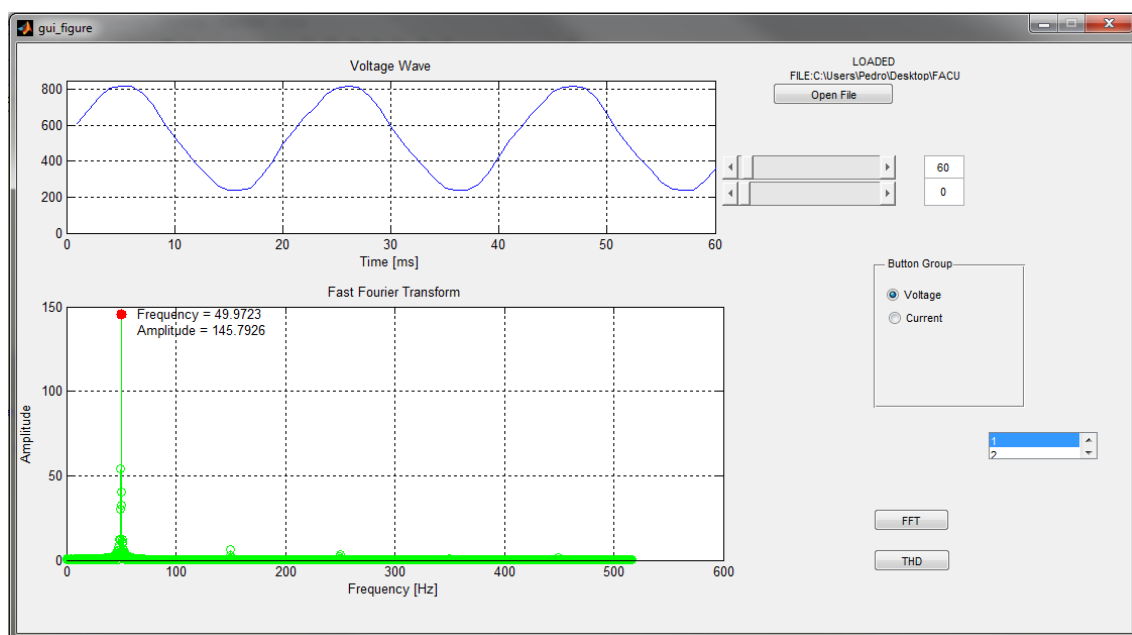 gui_figure
Voltage Wave
800
600
400
200
0
0 10 20 30 40 50 60
Time [ms]
LOADED
FILE:C:\Users\Pedro\Desktop\FACU
Open File
60
0
Button Group
Voltage
Current
Fast Fourier Transform
150
100
50
0
Amplitude
Frequency = 49.9723
Amplitude = 145.7926
0 100 200 300 400 500 600
Frequency [Hz]
1
2
FFT
THD